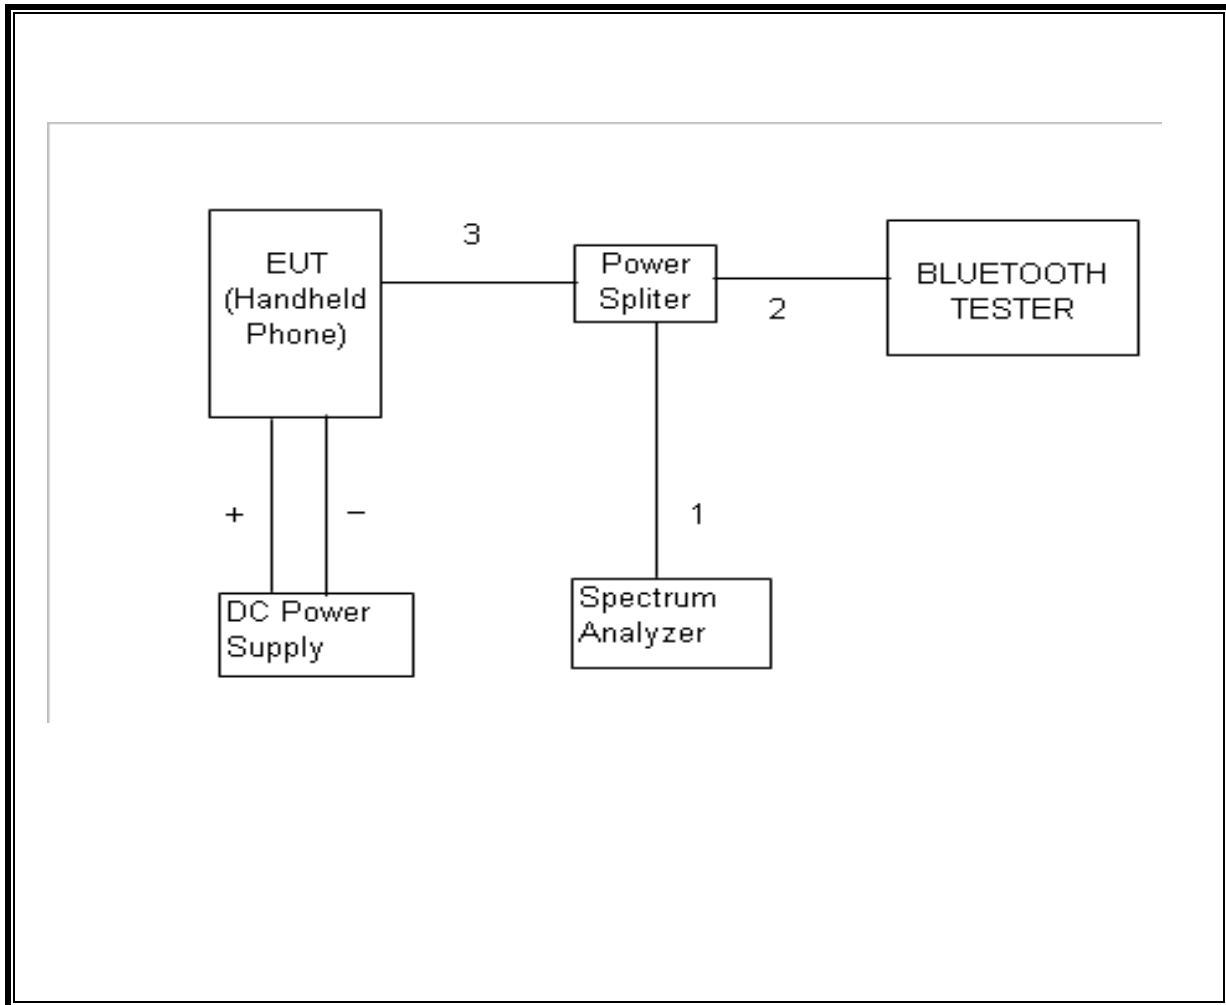 EUT
(Handheld
Phone)
3
Power
Spliter
2
BLUETOOTH
TESTER
+
−
1
DC Power
Supply
Spectrum
Analyzer